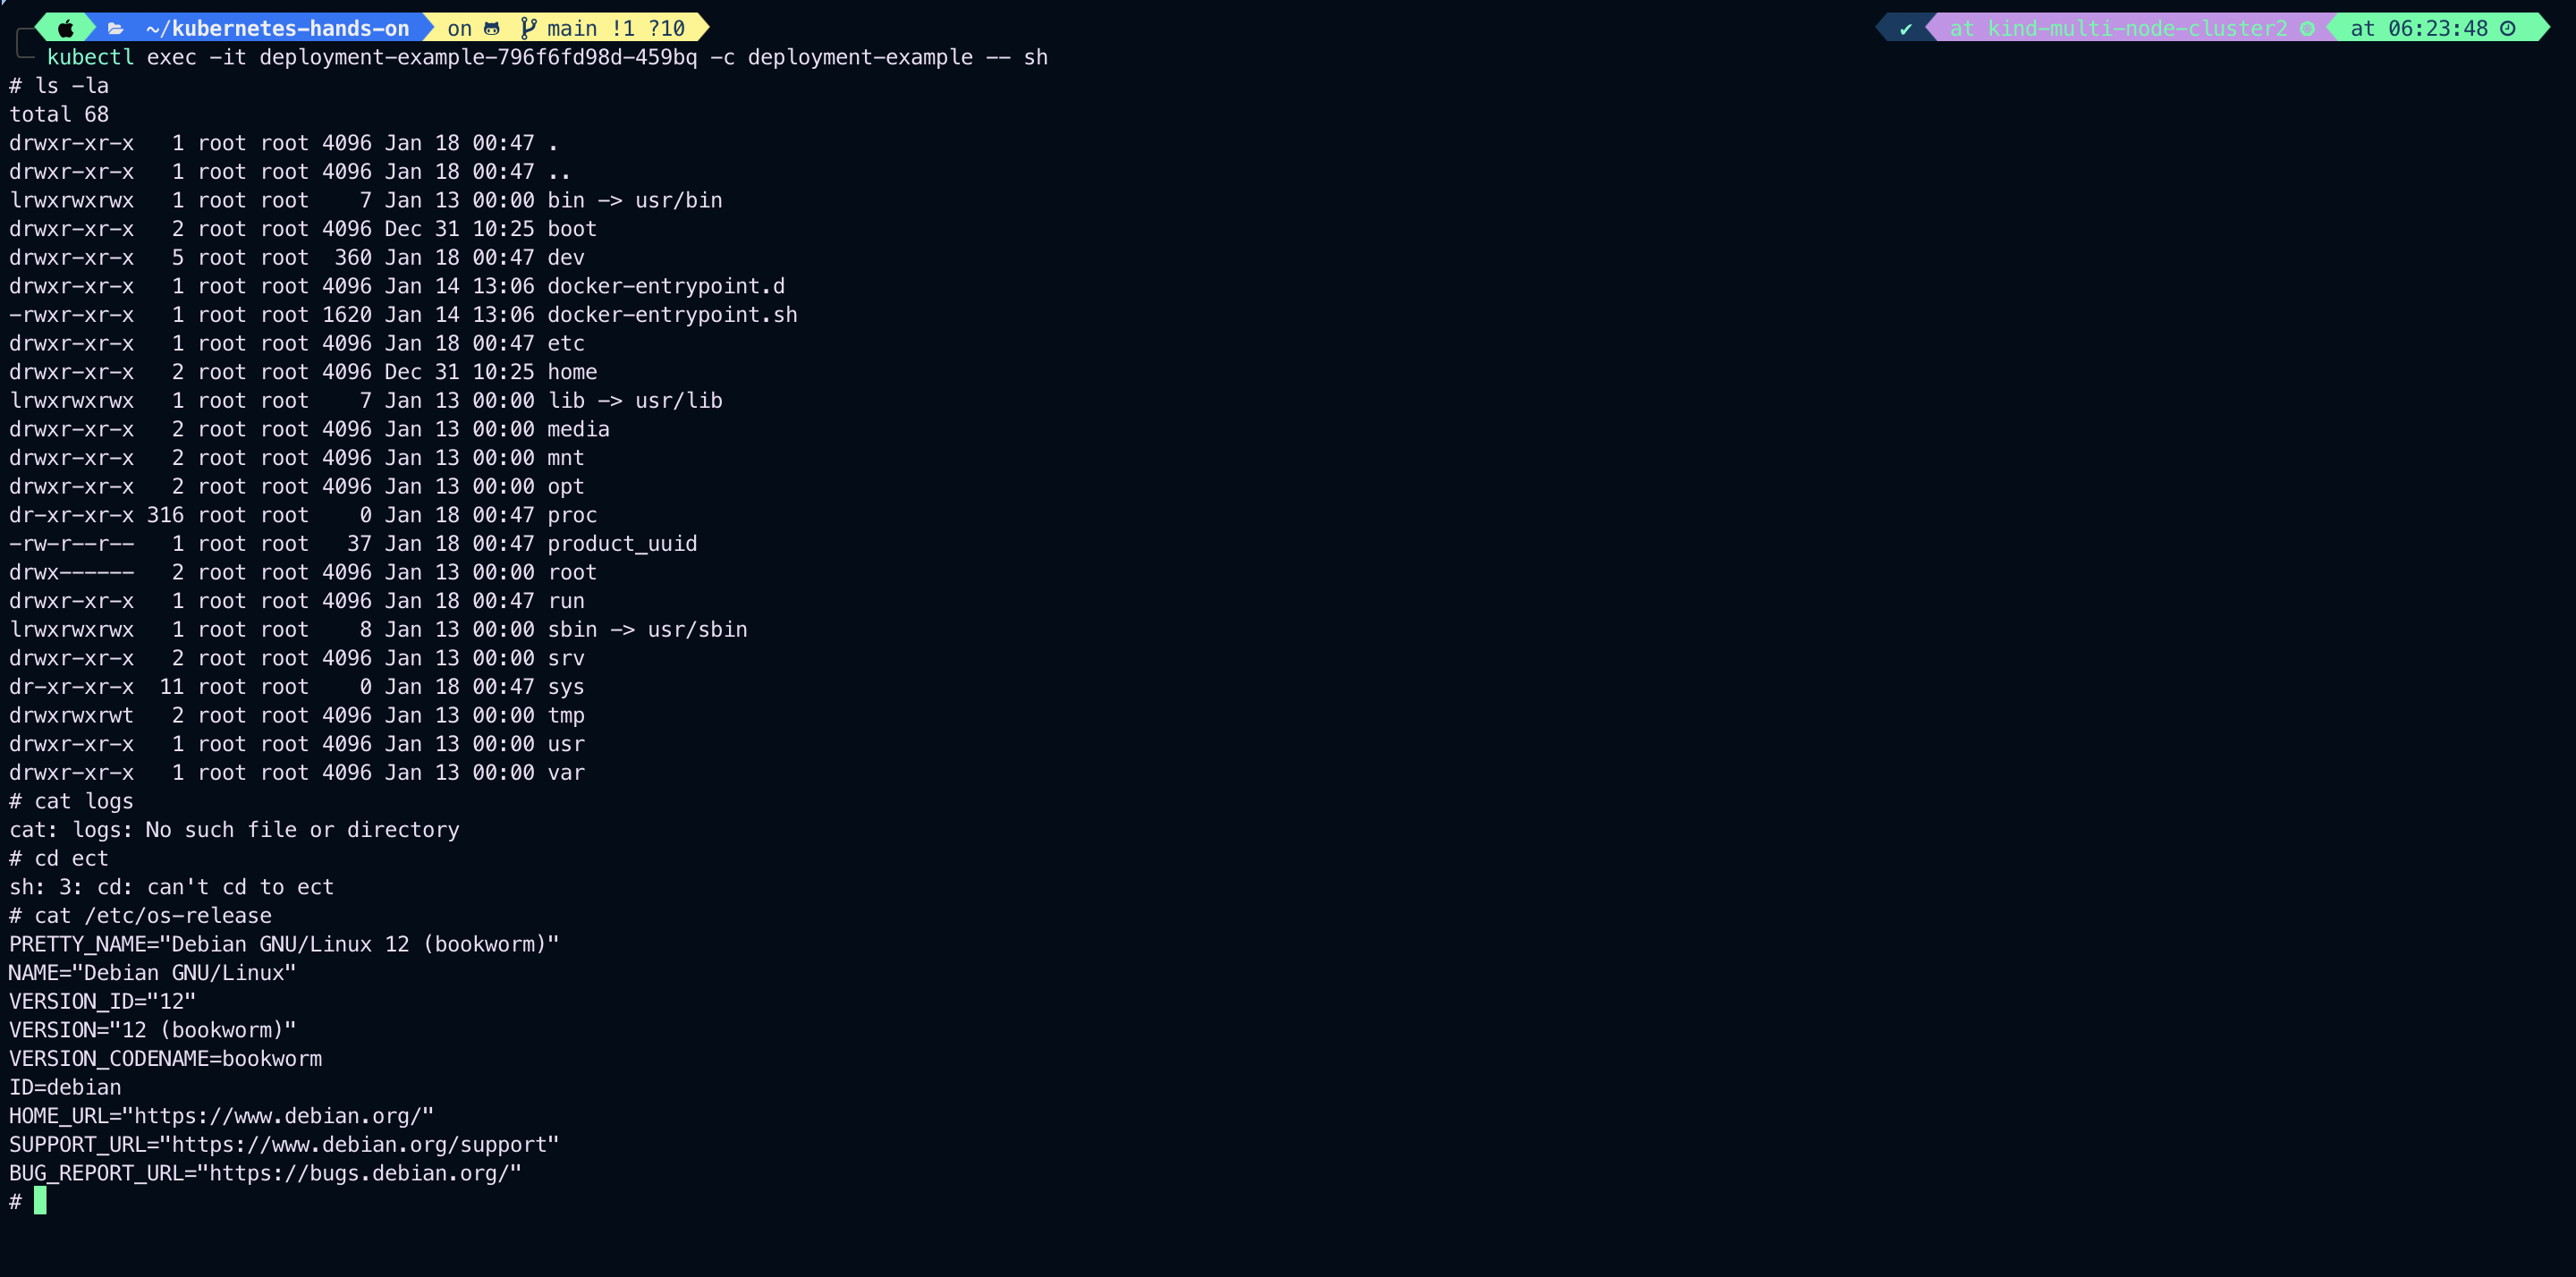 ~/kubernetes-hands-on on main !1 ?10 ✔ at kind-multi-node-cluster2 at 06:23:48
kubectl exec -it deployment-example-796f6fd98d-459bq -c deployment-example -- sh
# ls -la
total 68
drwxr-xr-x   1 root root 4096 Jan 18 00:47 .
drwxr-xr-x   1 root root 4096 Jan 18 00:47 ..
lrwxrwxrwx   1 root root    7 Jan 13 00:00 bin -> usr/bin
drwxr-xr-x   2 root root 4096 Dec 31 10:25 boot
drwxr-xr-x   5 root root  360 Jan 18 00:47 dev
drwxr-xr-x   1 root root 4096 Jan 14 13:06 docker-entrypoint.d
-rwxr-xr-x   1 root root 1620 Jan 14 13:06 docker-entrypoint.sh
drwxr-xr-x   1 root root 4096 Jan 18 00:47 etc
drwxr-xr-x   2 root root 4096 Dec 31 10:25 home
lrwxrwxrwx   1 root root    7 Jan 13 00:00 lib -> usr/lib
drwxr-xr-x   2 root root 4096 Jan 13 00:00 media
drwxr-xr-x   2 root root 4096 Jan 13 00:00 mnt
drwxr-xr-x   2 root root 4096 Jan 13 00:00 opt
dr-xr-xr-x 316 root root    0 Jan 18 00:47 proc
-rw-r--r--   1 root root   37 Jan 18 00:47 product_uuid
drwx------   2 root root 4096 Jan 13 00:00 root
drwxr-xr-x   1 root root 4096 Jan 18 00:47 run
lrwxrwxrwx   1 root root    8 Jan 13 00:00 sbin -> usr/sbin
drwxr-xr-x   2 root root 4096 Jan 13 00:00 srv
dr-xr-xr-x  11 root root    0 Jan 18 00:47 sys
drwxrwxrwt   2 root root 4096 Jan 13 00:00 tmp
drwxr-xr-x   1 root root 4096 Jan 13 00:00 usr
drwxr-xr-x   1 root root 4096 Jan 13 00:00 var
# cat logs
cat: logs: No such file or directory
# cd ect
sh: 3: cd: can't cd to ect
# cat /etc/os-release
PRETTY_NAME="Debian GNU/Linux 12 (bookworm)"
NAME="Debian GNU/Linux"
VERSION_ID="12"
VERSION="12 (bookworm)"
VERSION_CODENAME=bookworm
ID=debian
HOME_URL="https://www.debian.org/"
SUPPORT_URL="https://www.debian.org/support"
BUG_REPORT_URL="https://bugs.debian.org/"
#